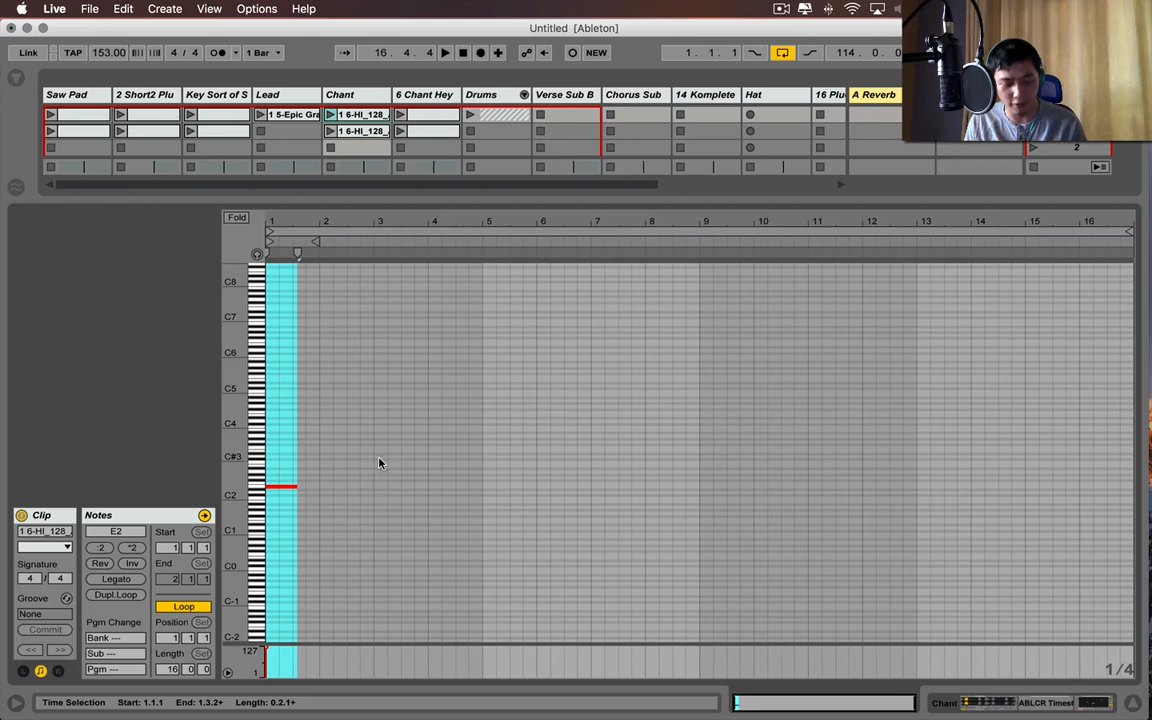 Live File Edit Create View Options Help
Untitled [Ableton]
Link TAP 153.00 4 / 4 1 Bar 16. 4. 4 NEW 1. 1. 1 114. 0. 0
Saw Pad 2 Short2 Plu Key Sort of S Lead Chant 6 Chant Hey Drums Verse Sub B Chorus Sub 14 Komplete Hat 16 Plu A Reverb
1 5-Epic Gra 1 6-HI_128_
1 6-HI_128_
2
Fold 1 2 3 4 5 6 7 8 9 10 11 12 13 14 15 16
C8
C7
C6
C5
C4
C#3
C2
C1
C0
C-1
C-2
127
1
1/4
Clip
1 6-HI_128_
Signature
4 / 4
Groove
None
Commit
<< >>
Notes
E2
:2 *2
Rev Inv
Legato
Dupl.Loop
Pgm Change
Bank ---
Sub ---
Pgm ---
Start Set
1 1 1
End Set
2 1 1
Loop
Position Set
1 1 1
Length Set
16 0 0
Time Selection Start: 1.1.1 End: 1.3.2+ Length: 0.2.1+
Chant ABLCR Timest